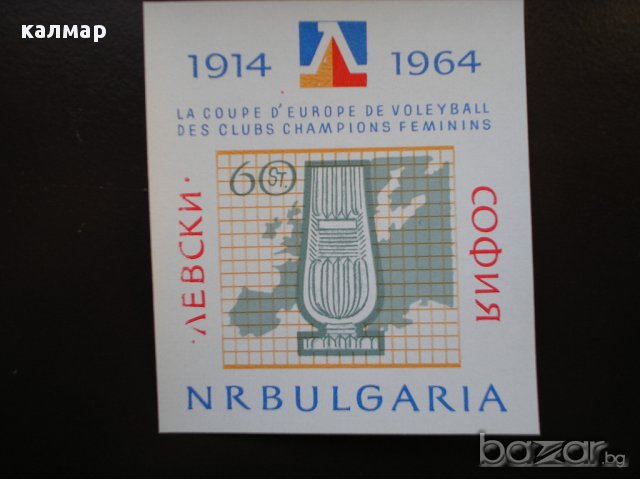 калмар
1914 Λ 1964
LA COUPE D'EUROPE DE VOLEYBALL
DES CLUBS CHAMPIONS FEMININS
60 ST.
·ЛЕВСКИ·
СОФИЯ
NRBULGARIA
bazar.bg